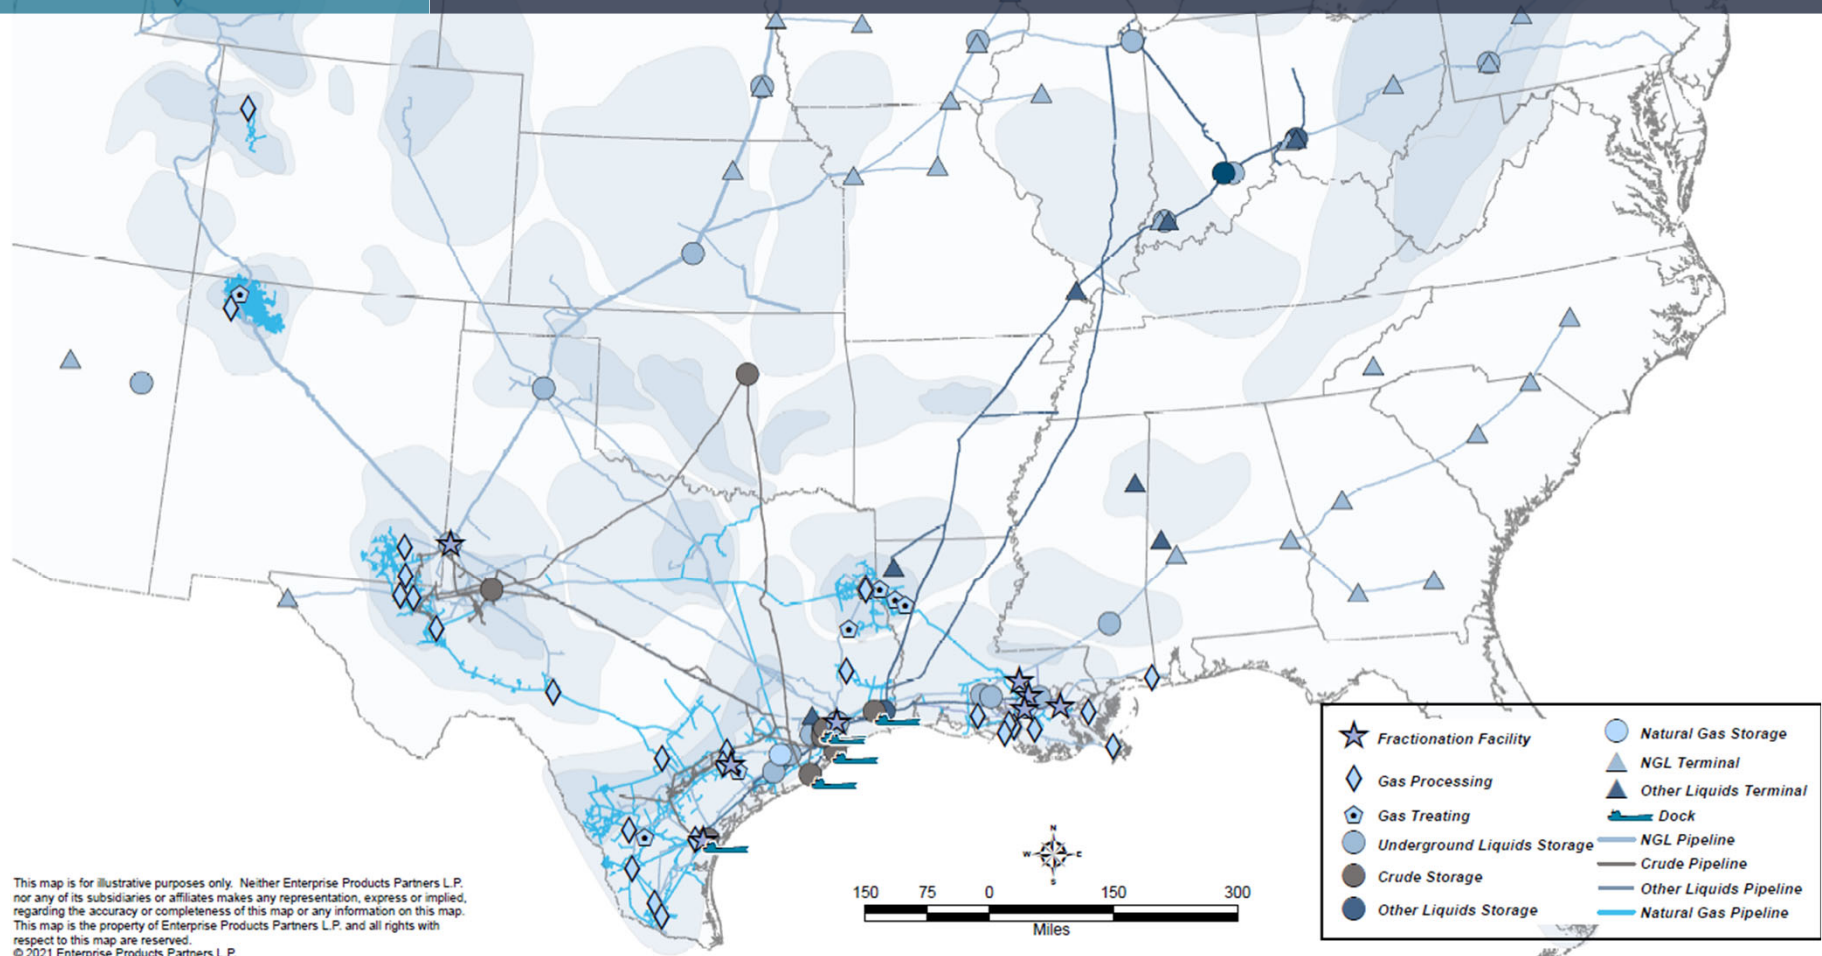 Fractionation Facility
Gas Processing
Gas Treating
Underground Liquids Storage
Crude Storage
Other Liquids Storage
Natural Gas Storage
NGL Terminal
Other Liquids Terminal
Dock
NGL Pipeline
Crude Pipeline
Other Liquids Pipeline
Natural Gas Pipeline
N
W E
S
150 75 0 150 300
Miles
This map is for illustrative purposes only. Neither Enterprise Products Partners L.P.
nor any of its subsidiaries or affiliates makes any representation, express or implied,
regarding the accuracy or completeness of this map or any information on this map.
This map is the property of Enterprise Products Partners L.P. and all rights with
respect to this map are reserved.
© 2021 Enterprise Products Partners L.P.